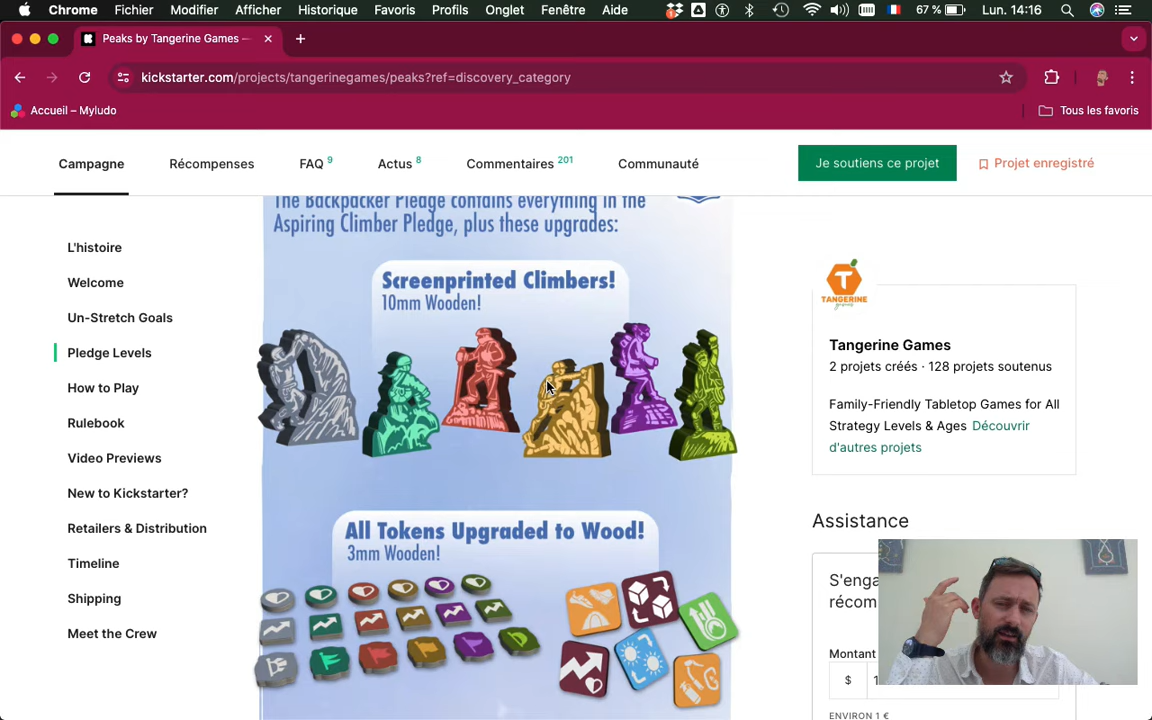 Chrome Fichier Modifier Afficher Historique Favoris Profils Onglet Fenêtre Aide 67 % Lun. 14:16
Peaks by Tangerine Games —
kickstarter.com/projects/tangerinegames/peaks?ref=discovery_category
Accueil – Myludo
Tous les favoris
Campagne
Récompenses
FAQ 9
Actus 8
Commentaires 201
Communauté
Je soutiens ce projet
Projet enregistré
L'histoire
Welcome
Un-Stretch Goals
Pledge Levels
How to Play
Rulebook
Video Previews
New to Kickstarter?
Retailers & Distribution
Timeline
Shipping
Meet the Crew
The Backpacker Pledge contains everything in the
Aspiring Climber Pledge, plus these upgrades:
Screenprinted Climbers!
10mm Wooden!
All Tokens Upgraded to Wood!
3mm Wooden!
T
TANGERINE
games
Tangerine Games
2 projets créés · 128 projets soutenus
Family-Friendly Tabletop Games for All
Strategy Levels & Ages Découvrir
d'autres projets
Assistance
S'enga
récom
Montant
$ 1
ENVIRON 1 €